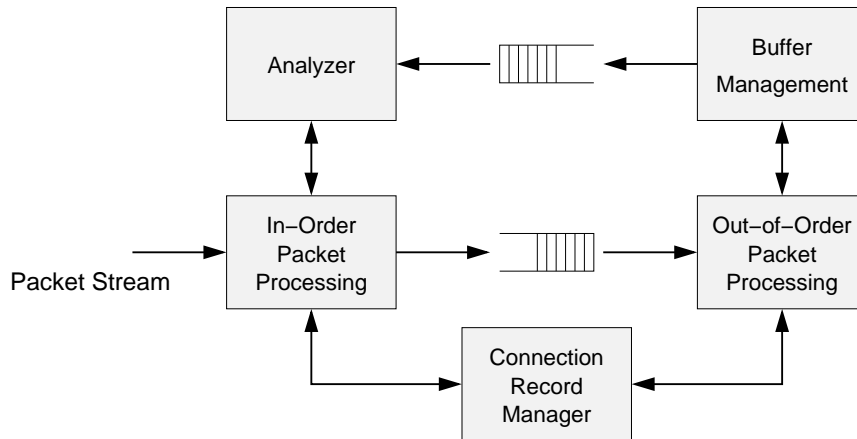 Analyzer
Buffer
Management
In−Order
Packet
Processing
Out−of−Order
Packet
Processing
Packet Stream
Connection
Record
Manager